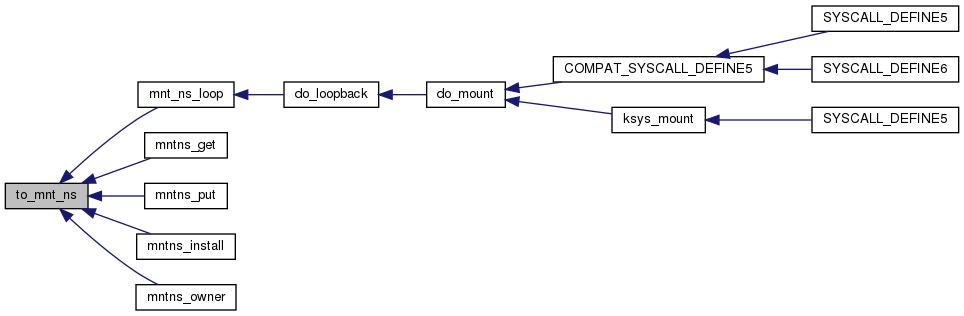 to_mnt_ns
mnt_ns_loop
mntns_get
mntns_put
mntns_install
mntns_owner
do_loopback
do_mount
COMPAT_SYSCALL_DEFINE5
ksys_mount
SYSCALL_DEFINE5
SYSCALL_DEFINE6
SYSCALL_DEFINE5